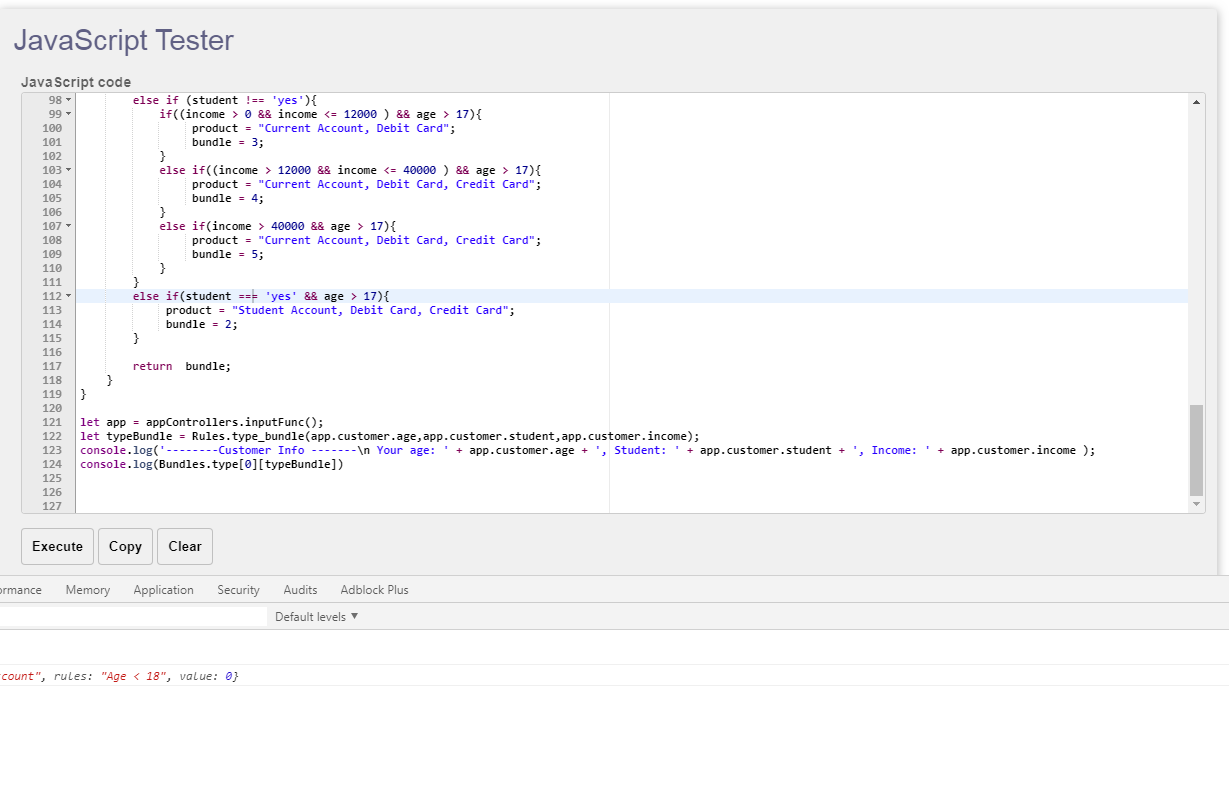 JavaScript Tester
JavaScript code
98 else if (student !== 'yes'){
99 if((income > 0 && income <= 12000 ) && age > 17){
100 product = "Current Account, Debit Card";
101 bundle = 3;
102 }
103 else if((income > 12000 && income <= 40000 ) && age > 17){
104 product = "Current Account, Debit Card, Credit Card";
105 bundle = 4;
106 }
107 else if(income > 40000 && age > 17){
108 product = "Current Account, Debit Card, Credit Card";
109 bundle = 5;
110 }
111 }
112 else if(student === 'yes' && age > 17){
113 product = "Student Account, Debit Card, Credit Card";
114 bundle = 2;
115 }
116
117 return  bundle;
118 }
119 }
120
121 let app = appControllers.inputFunc();
122 let typeBundle = Rules.type_bundle(app.customer.age,app.customer.student,app.customer.income);
123 console.log('--------Customer Info -------\n Your age: ' + app.customer.age + ', Student: ' + app.customer.student + ', Income: ' + app.customer.income );
124 console.log(Bundles.type[0][typeBundle])
125
126
127
Execute Copy Clear
ormance Memory Application Security Audits Adblock Plus
Default levels ▼
count", rules: "Age < 18", value: 0}